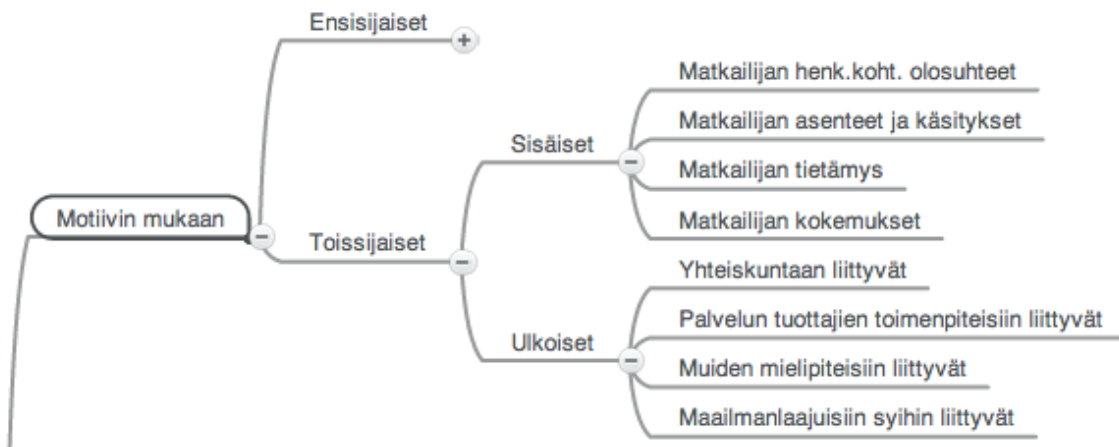 Ensisijaiset
Matkailijan henk.koht. olosuhteet
Matkailijan asenteet ja käsitykset
Sisäiset
Matkailijan tietämys
Motiivin mukaan
Matkailijan kokemukset
Toissijaiset
Yhteiskuntaan liittyvät
Palvelun tuottajien toimenpiteisiin liittyvät
Ulkoiset
Muiden mielipiteisiin liittyvät
Maailmanlaajuisiin syihin liittyvät